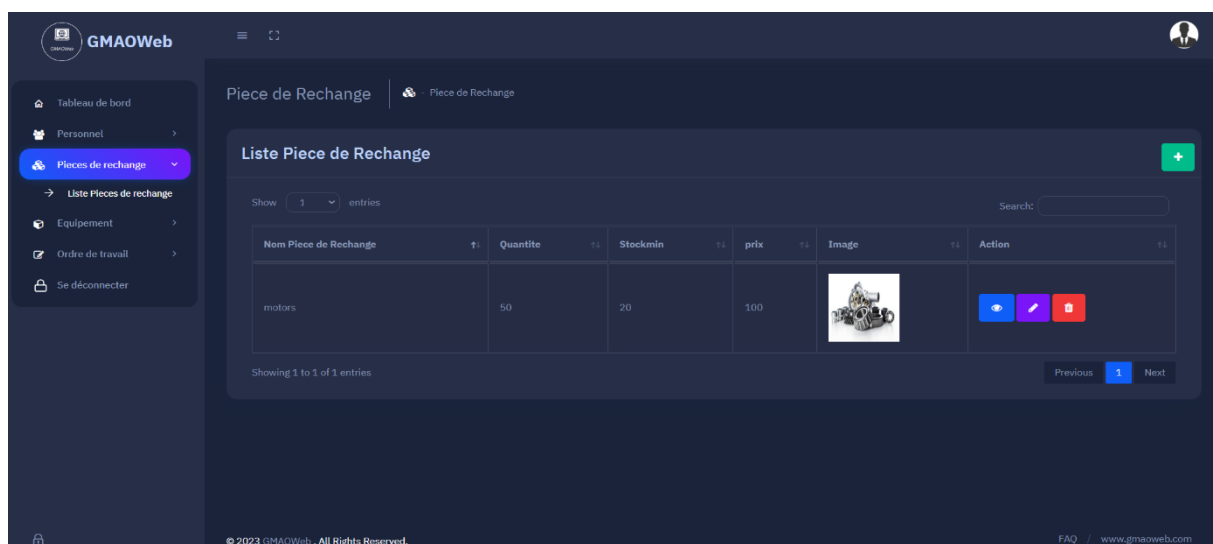 GMAOWeb
Tableau de bord
Personnel
Pieces de rechange
Liste Pieces de rechange
Equipement
Ordre de travail
Se déconnecter
Piece de Rechange
- Piece de Rechange
Liste Piece de Rechange
+
Show 1 entries
Search:
Nom Piece de Rechange Quantite Stockmin prix Image Action
motors 50 20 100
Showing 1 to 1 of 1 entries
Previous 1 Next
© 2023 GMAOWeb . All Rights Reserved.
FAQ / www.gmaoweb.com